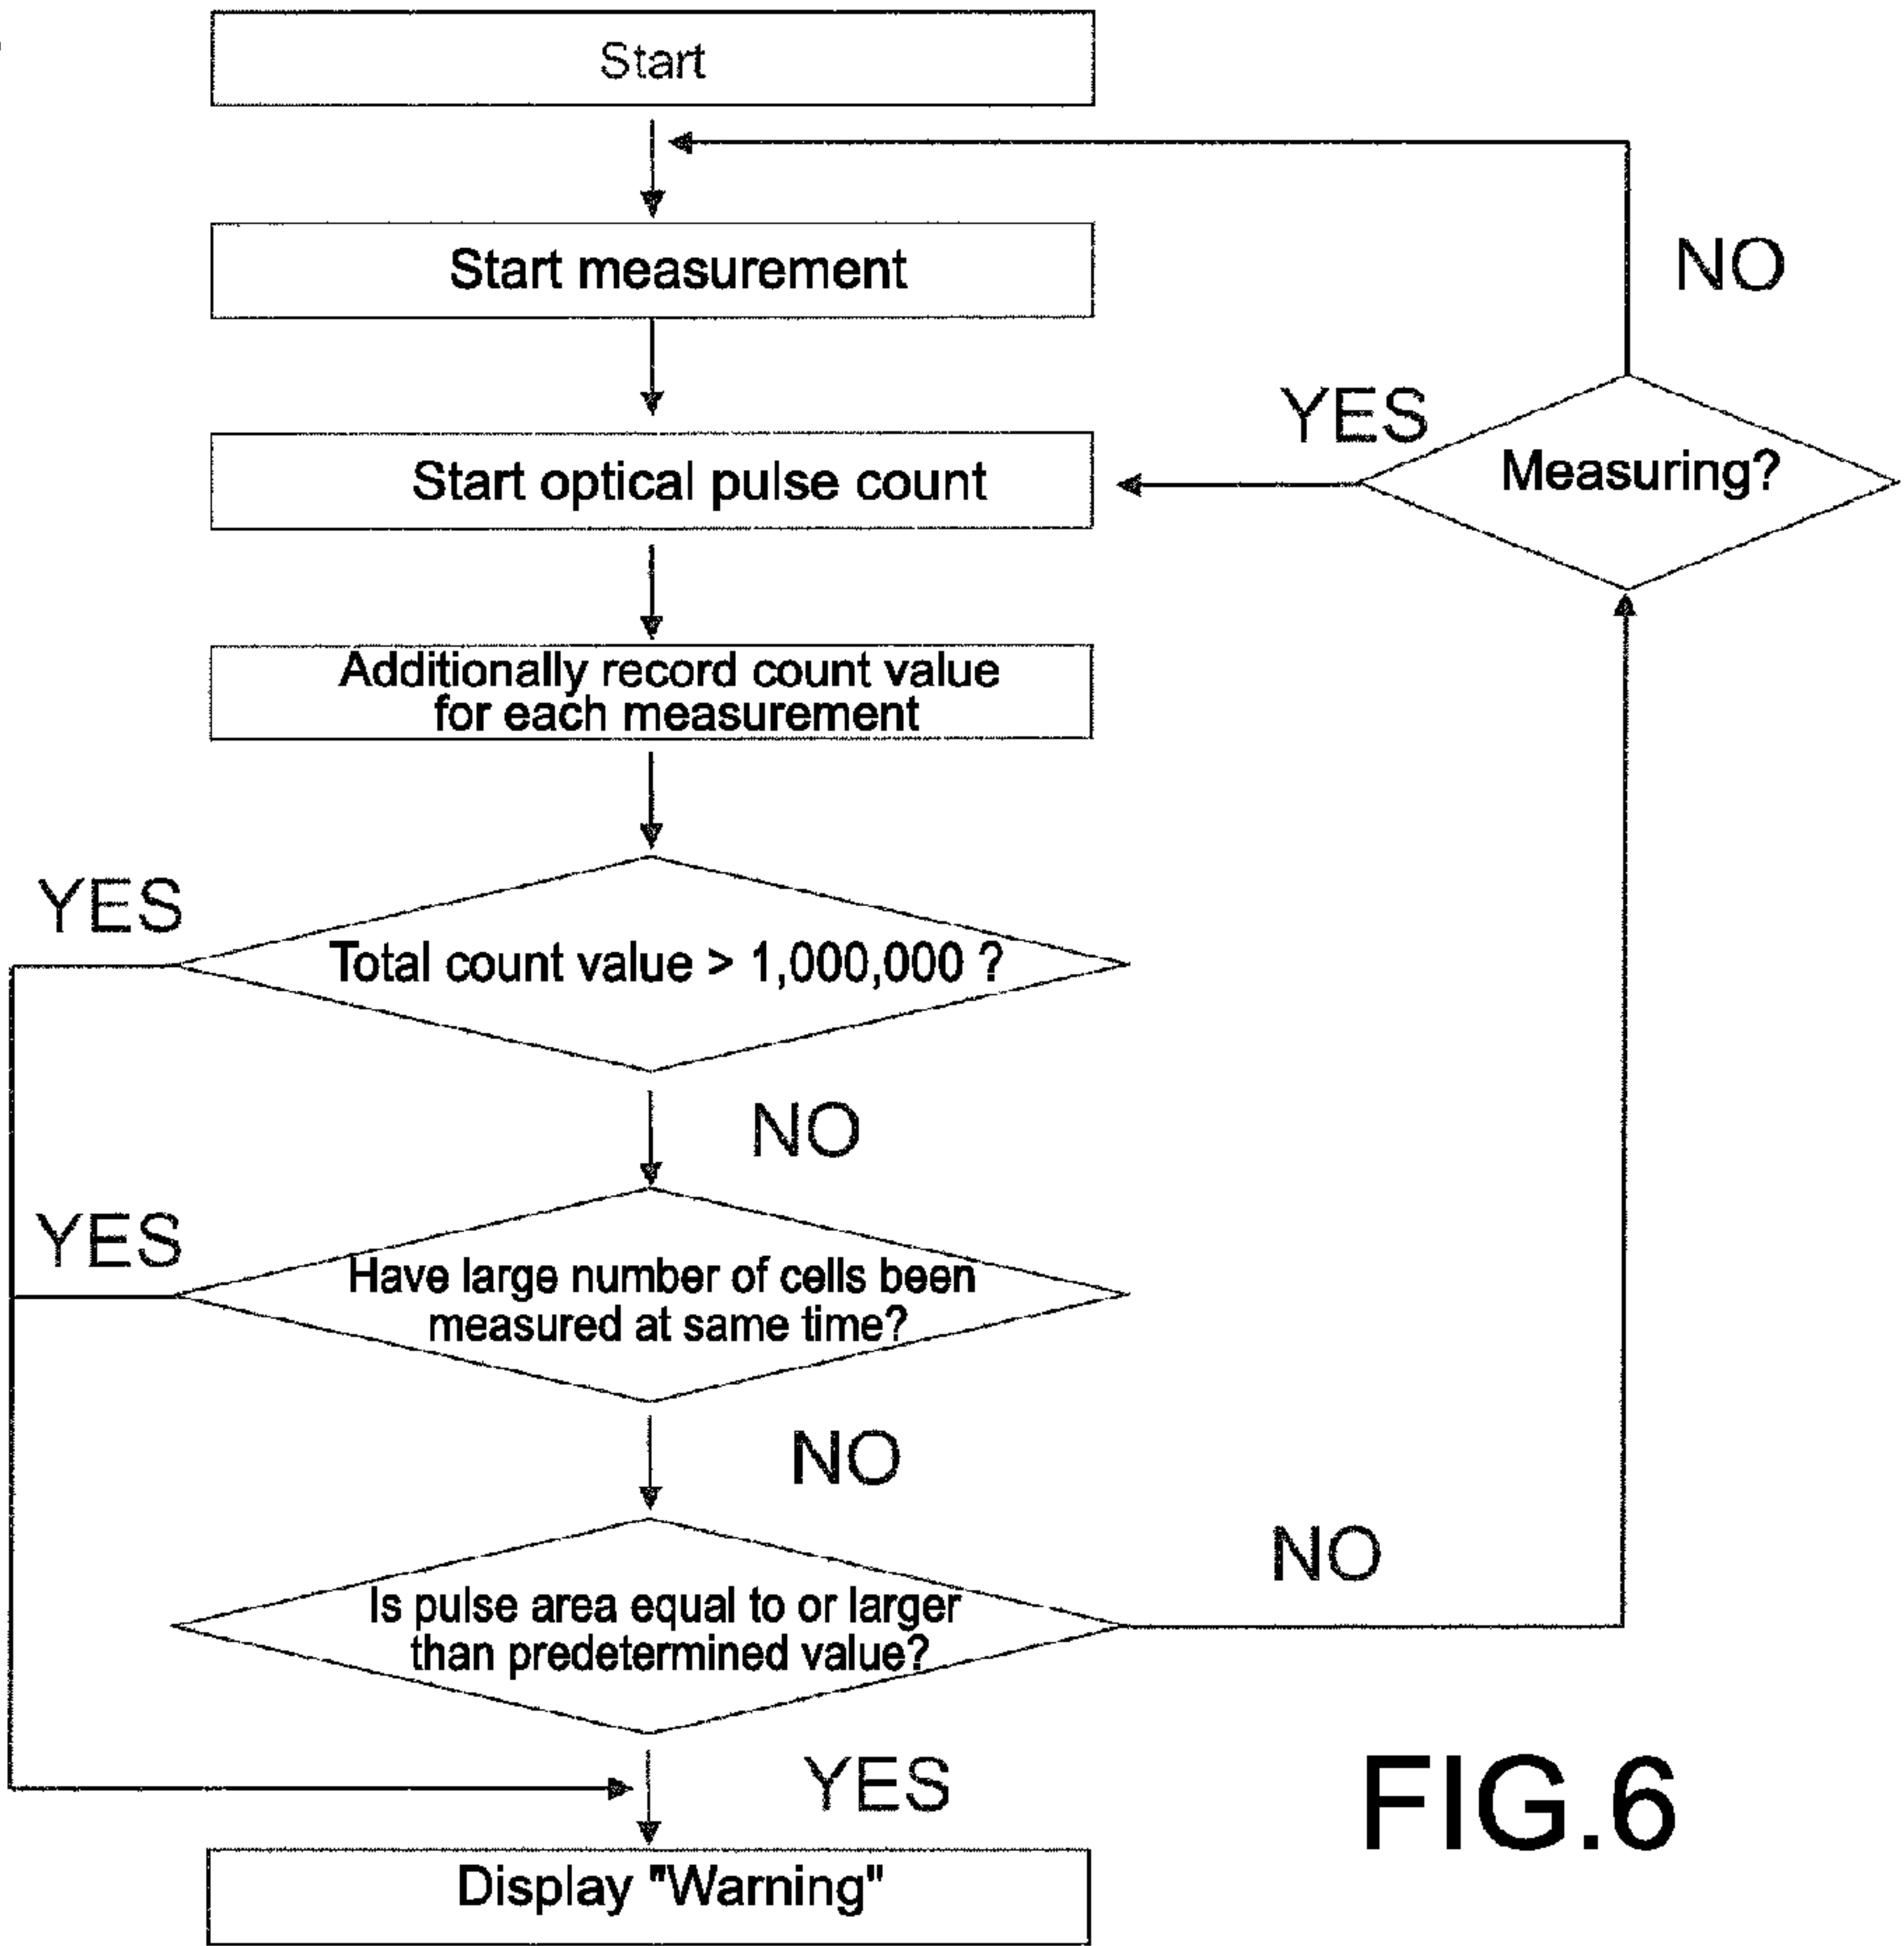 Start
Start measurement
NO
YES
Measuring?
Start optical pulse count
Additionally record count value
for each measurement
YES
Total count value > 1,000,000 ?
NO
YES
Have large number of cells been
measured at same time?
NO
NO
Is pulse area equal to or larger
than predetermined value?
YES
Display "Warning"
FIG.6